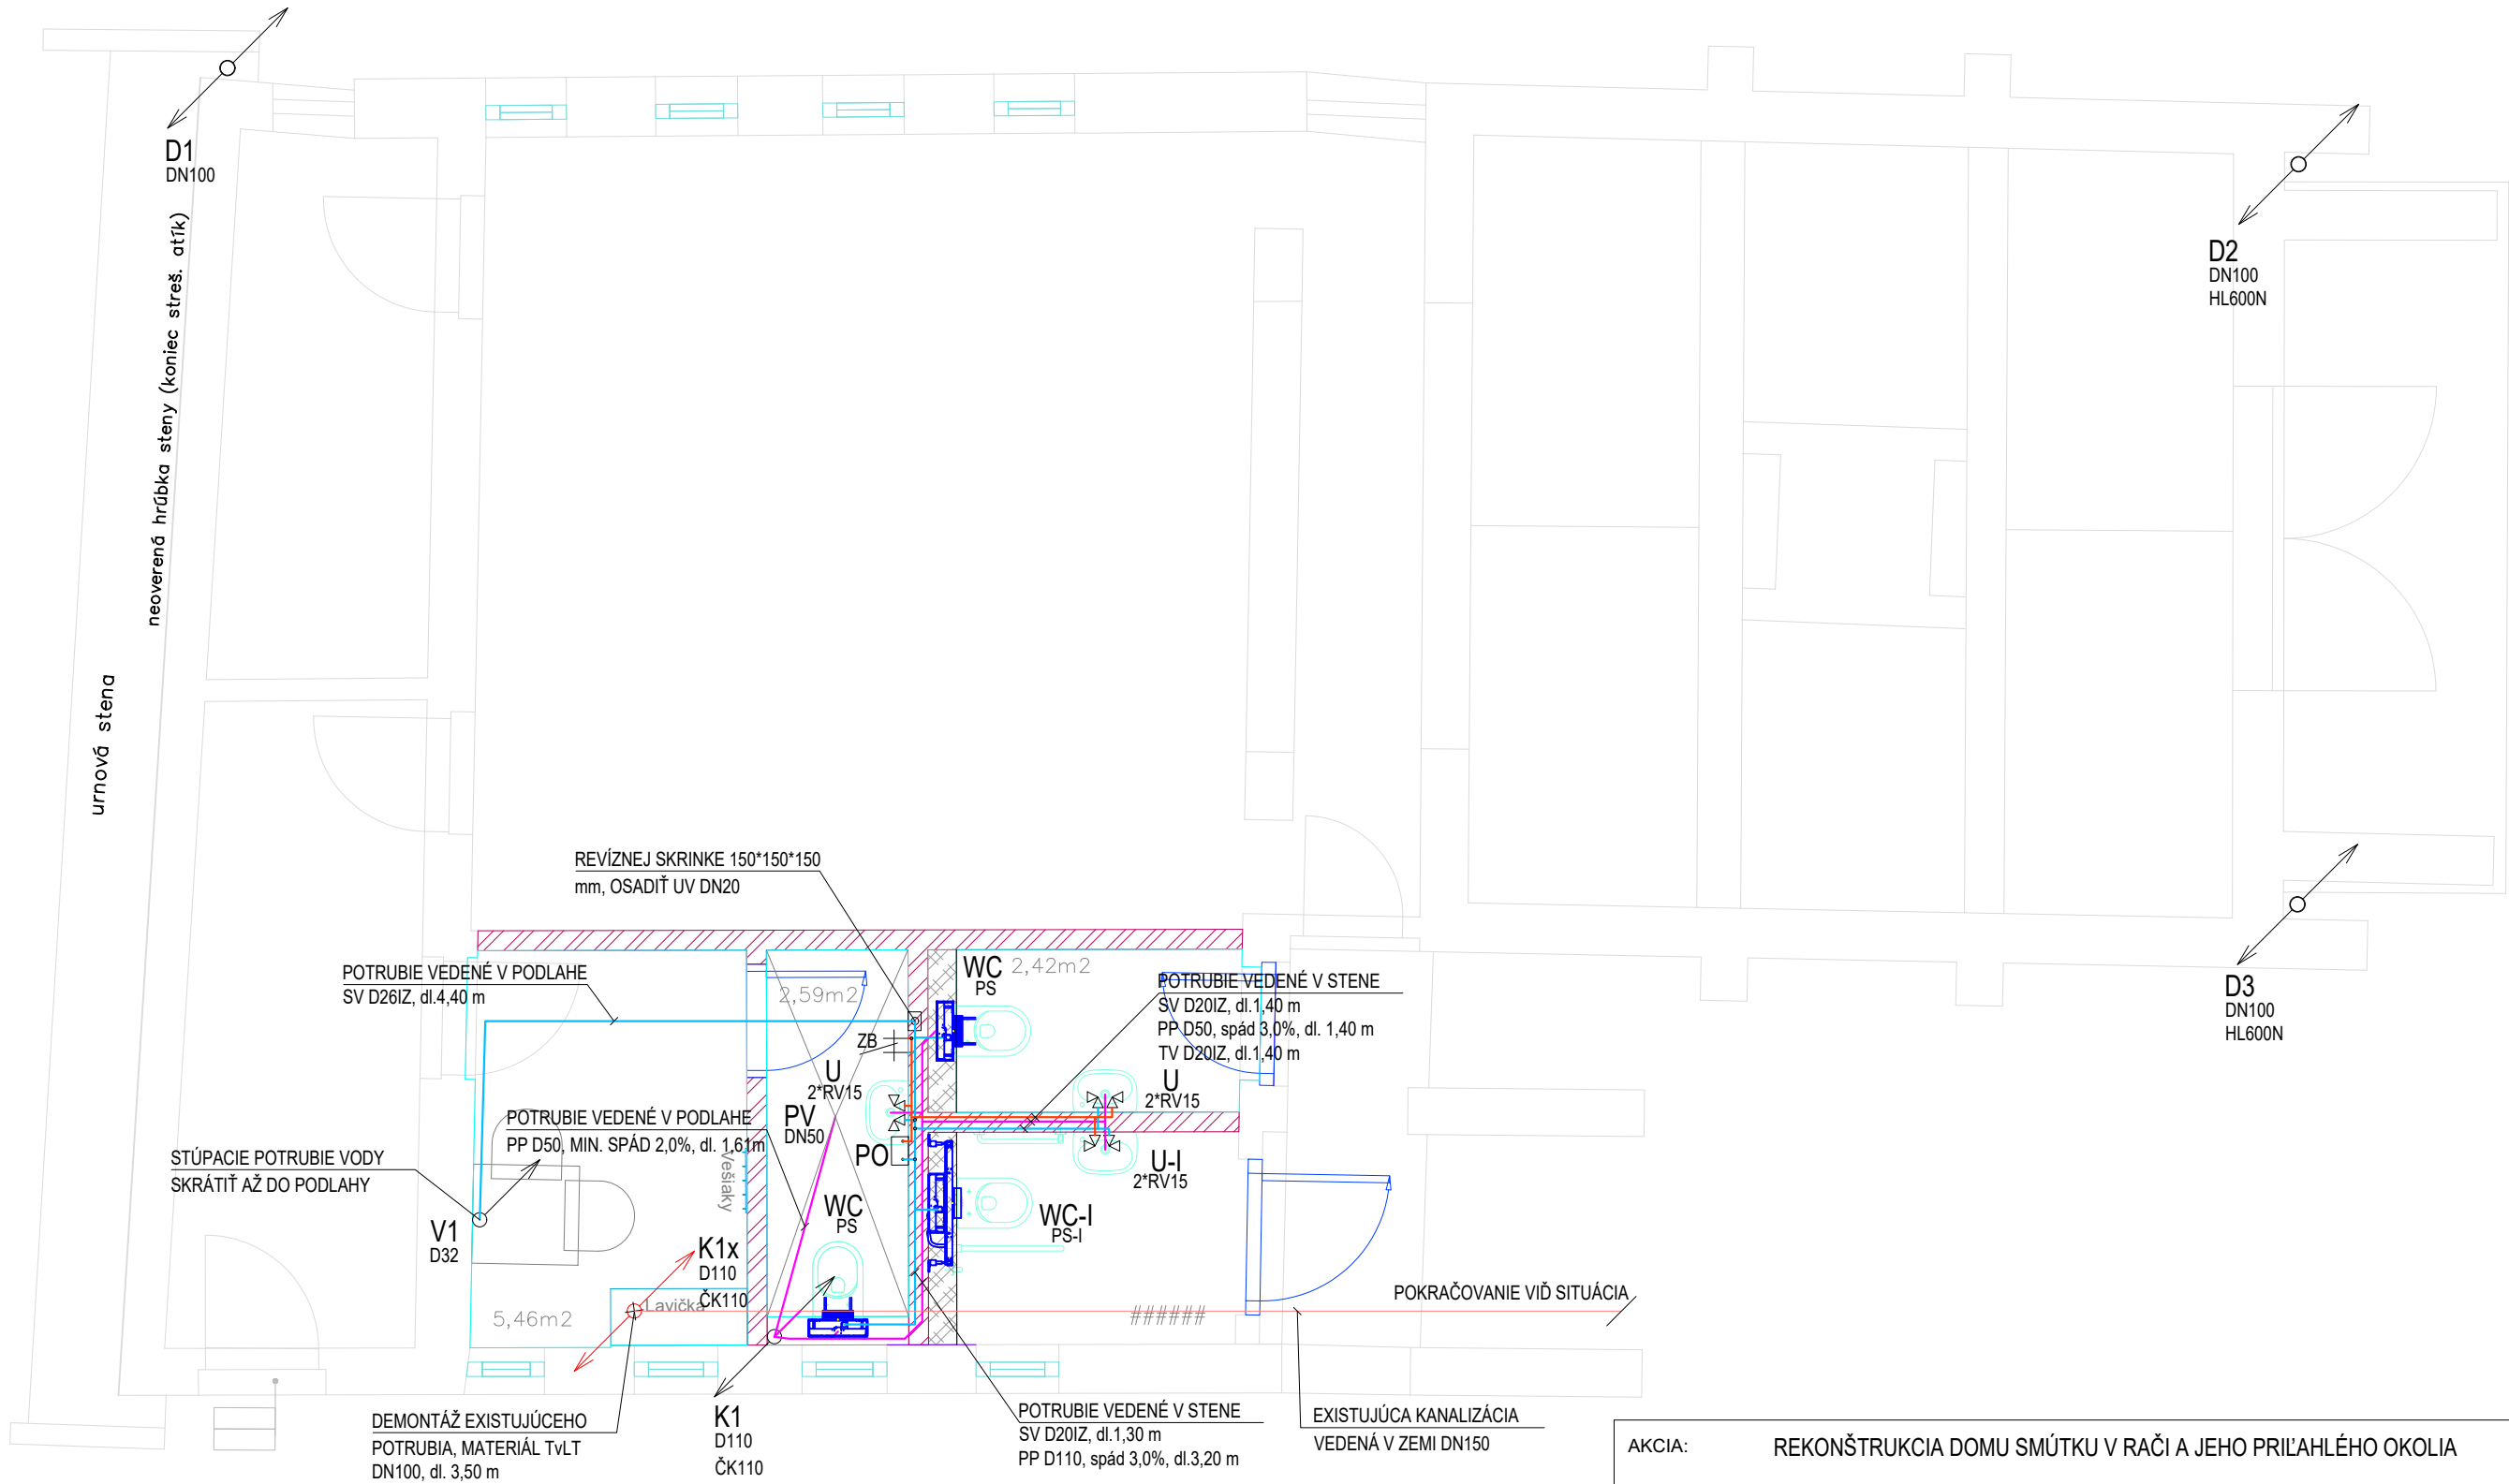 D1
DN100
neoverená hrúbka steny (koniec streš. atík)
urnová stena
D2
DN100
HL600N
REVÍZNEJ SKRINKE 150*150*150
mm, OSADIŤ UV DN20
POTRUBIE VEDENÉ V PODLAHE
SV D26IZ, dl.4,40 m
2,59m2
WC
PS
2,42m2
POTRUBIE VEDENÉ V STENE
SV D20IZ, dl.1,40 m
PP D50, spád 3,0%, dl. 1,40 m
TV D20IZ, dl.1,40 m
D3
DN100
HL600N
ZB
U
2*RV15
PV
DN50
U
2*RV15
POTRUBIE VEDENÉ V PODLAHE
PP D50, MIN. SPÁD 2,0%, dl. 1,61m
PO
U-I
2*RV15
STÚPACIE POTRUBIE VODY
SKRÁTIŤ AŽ DO PODLAHY
Vešiaky
WC
PS
WC-I
PS-I
V1
D32
K1x
D110
ČK110
Lavička
5,46m2
######
POKRAČOVANIE VIĎ SITUÁCIA
DEMONTÁŽ EXISTUJÚCEHO
POTRUBIA, MATERIÁL TvLT
DN100, dl. 3,50 m
K1
D110
ČK110
POTRUBIE VEDENÉ V STENE
SV D20IZ, dl.1,30 m
PP D110, spád 3,0%, dl.3,20 m
EXISTUJÚCA KANALIZÁCIA
VEDENÁ V ZEMI DN150
AKCIA: REKONŠTRUKCIA DOMU SMÚTKU V RAČI A JEHO PRIĽAHLÉHO OKOLIA